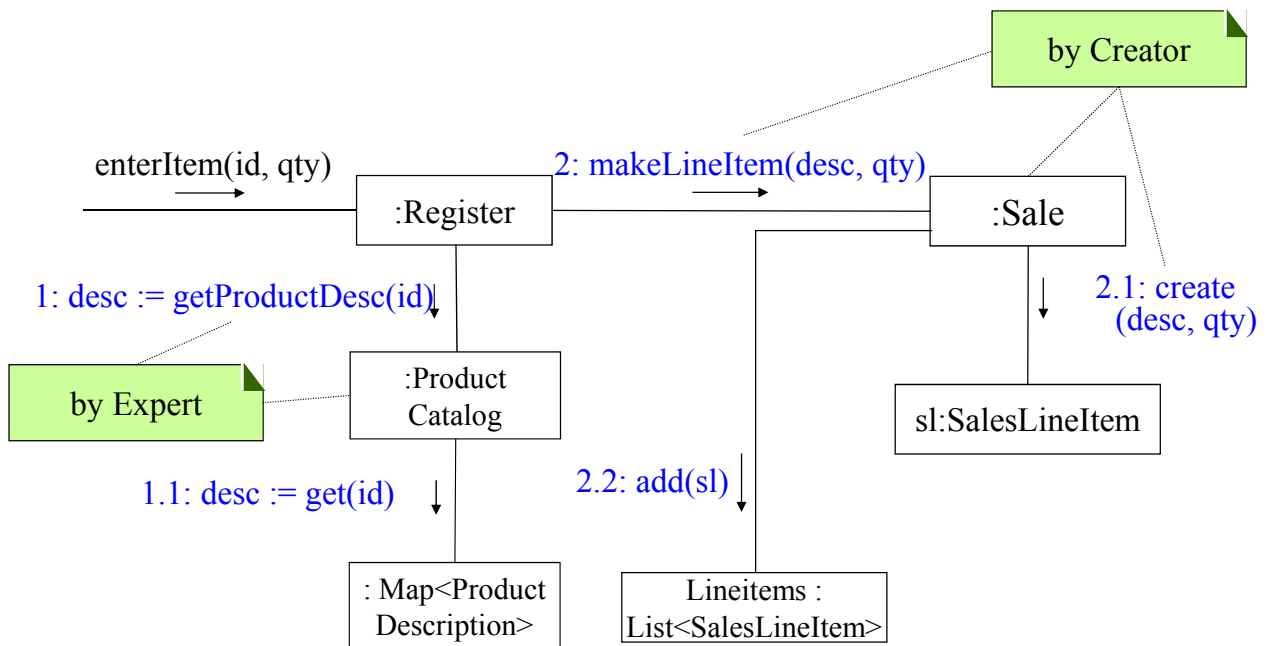 by Creator
enterItem(id, qty)
2: makeLineItem(desc, qty)
:Register
:Sale
1: desc := getProductDesc(id)
2.1: create
(desc, qty)
by Expert
:Product
Catalog
sl:SalesLineItem
1.1: desc := get(id)
2.2: add(sl)
: Map<Product
Description>
Lineitems :
List<SalesLineItem>